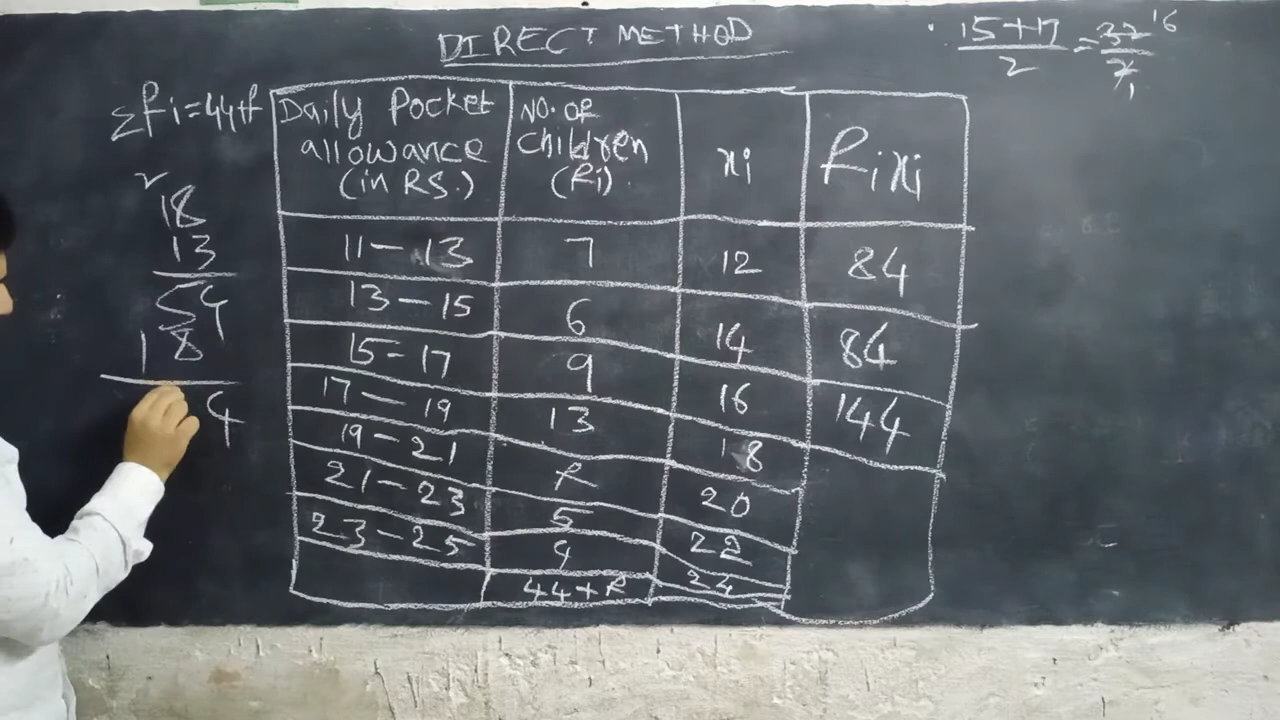 DIRECT METHOD
15+17/2 = 32/2 16 1
Σfi=44+f
Daily Pocket allowance (in RS.)
NO. OF children (fi)
xi
fixi
11-13 7 12 84
13-15 6 14 84
15-17 9 16 144
17-19 13 18
19-21 f 20
21-23 5 22
23-25 4 24
44+f
2
18
13
54
18
4